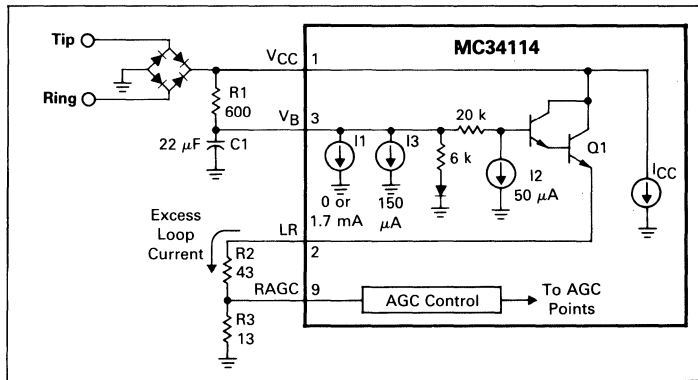 MC34114
Tip
VCC 1
Ring
R1
600
VB 3
20 k
22 μF C1
I1
I3
6 k
Q1
I2
50 μA
ICC
0 or
1.7 mA
150
μA
Excess
Loop
Current
LR
2
R2
43
RAGC 9
AGC Control
To AGC
Points
R3
13